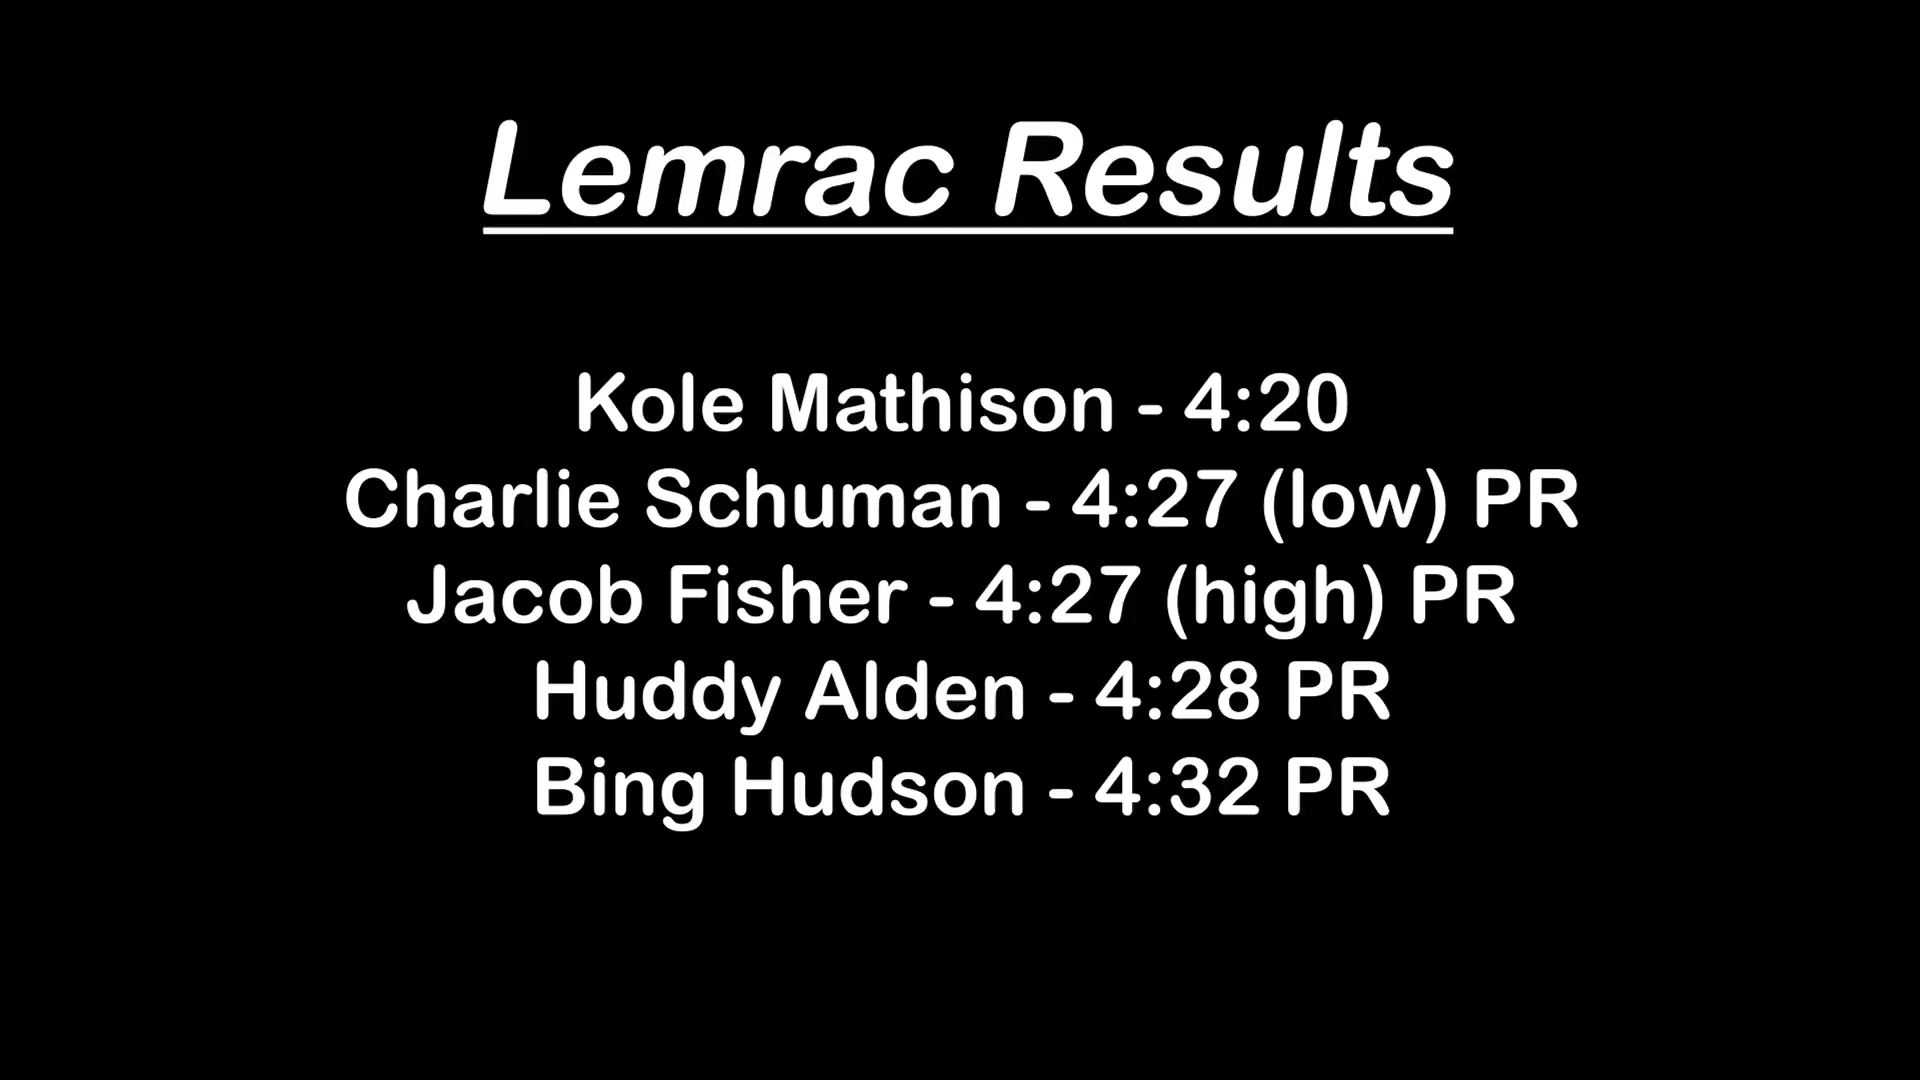 Lemrac Results
Kole Mathison - 4:20
Charlie Schuman - 4:27 (low) PR
Jacob Fisher - 4:27 (high) PR
Huddy Alden - 4:28 PR
Bing Hudson - 4:32 PR